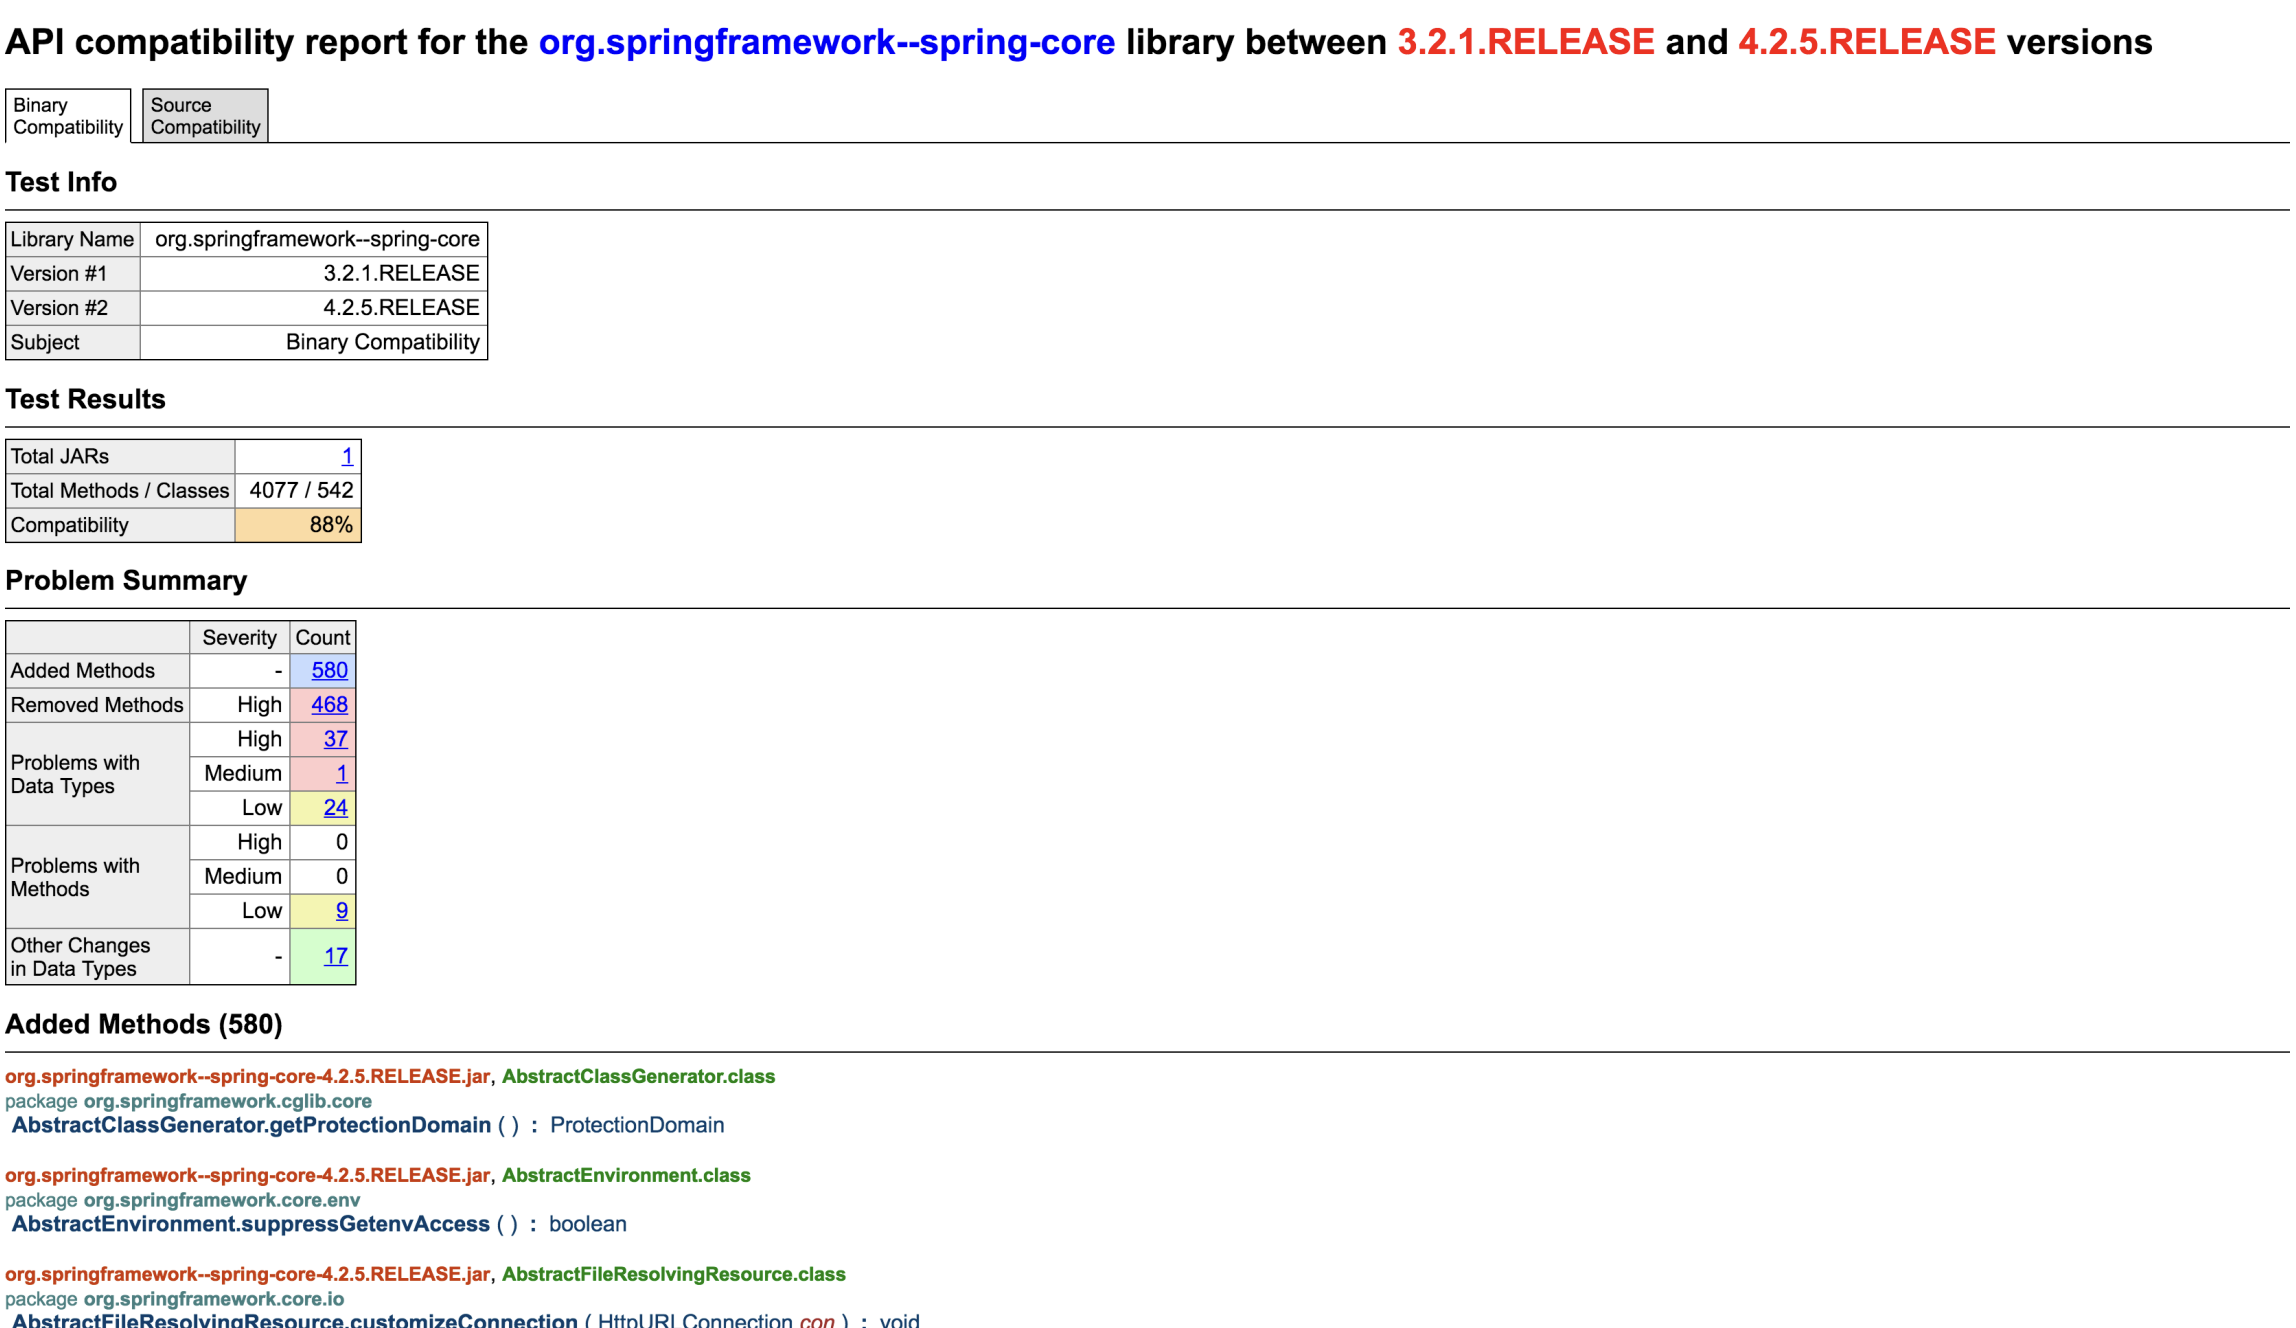 API compatibility report for the org.springframework--spring-core library between 3.2.1.RELEASE and 4.2.5.RELEASE versions
Binary Compatibility
Source Compatibility
Test Info
Library Name org.springframework--spring-core
Version #1 3.2.1.RELEASE
Version #2 4.2.5.RELEASE
Subject Binary Compatibility
Test Results
Total JARs 1
Total Methods / Classes 4077 / 542
Compatibility 88%
Problem Summary
Severity Count
Added Methods - 580
Removed Methods High 468
Problems with Data Types High 37
Medium 1
Low 24
Problems with Methods High 0
Medium 0
Low 9
Other Changes in Data Types - 17
Added Methods (580)
org.springframework--spring-core-4.2.5.RELEASE.jar, AbstractClassGenerator.class
package org.springframework.cglib.core
AbstractClassGenerator.getProtectionDomain ( ) : ProtectionDomain
org.springframework--spring-core-4.2.5.RELEASE.jar, AbstractEnvironment.class
package org.springframework.core.env
AbstractEnvironment.suppressGetenvAccess ( ) : boolean
org.springframework--spring-core-4.2.5.RELEASE.jar, AbstractFileResolvingResource.class
package org.springframework.core.io
AbstractFileResolvingResource.customizeConnection ( HttpURLConnection con ) : void